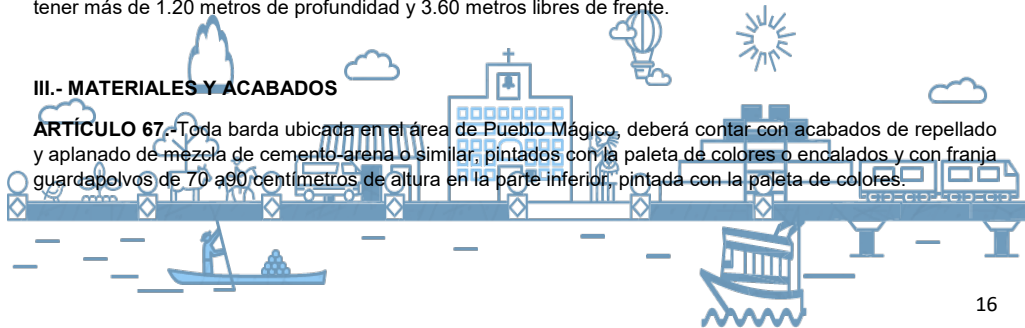 tener más de 1.20 metros de profundidad y 3.60 metros libres de frente.
III.- MATERIALES Y ACABADOS
ARTÍCULO 67.-Toda barda ubicada en el área de Pueblo Mágico, deberá contar con acabados de repellado
y aplanado de mezcla de cemento-arena o similar, pintados con la paleta de colores o encalados y con franja
guardapolvos de 70 a90 centímetros de altura en la parte inferior, pintada con la paleta de colores.
16